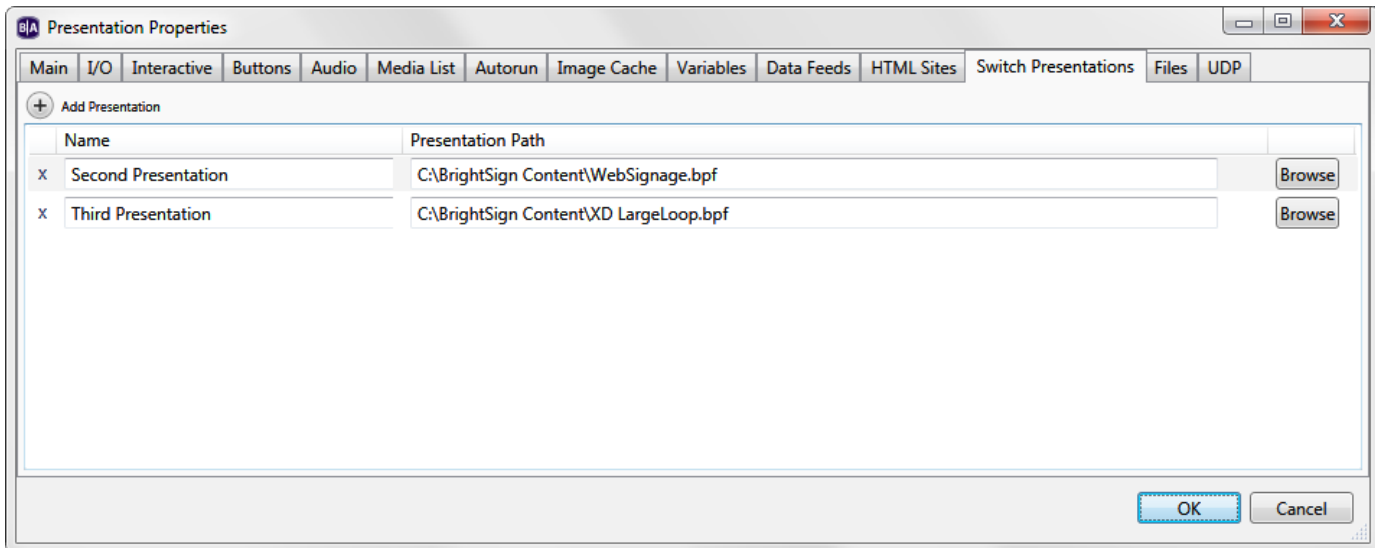 B|A Presentation Properties
Main I/O Interactive Buttons Audio Media List Autorun Image Cache Variables Data Feeds HTML Sites Switch Presentations Files UDP
+ Add Presentation
Name Presentation Path
x Second Presentation C:\BrightSign Content\WebSignage.bpf Browse
x Third Presentation C:\BrightSign Content\XD LargeLoop.bpf Browse
OK Cancel